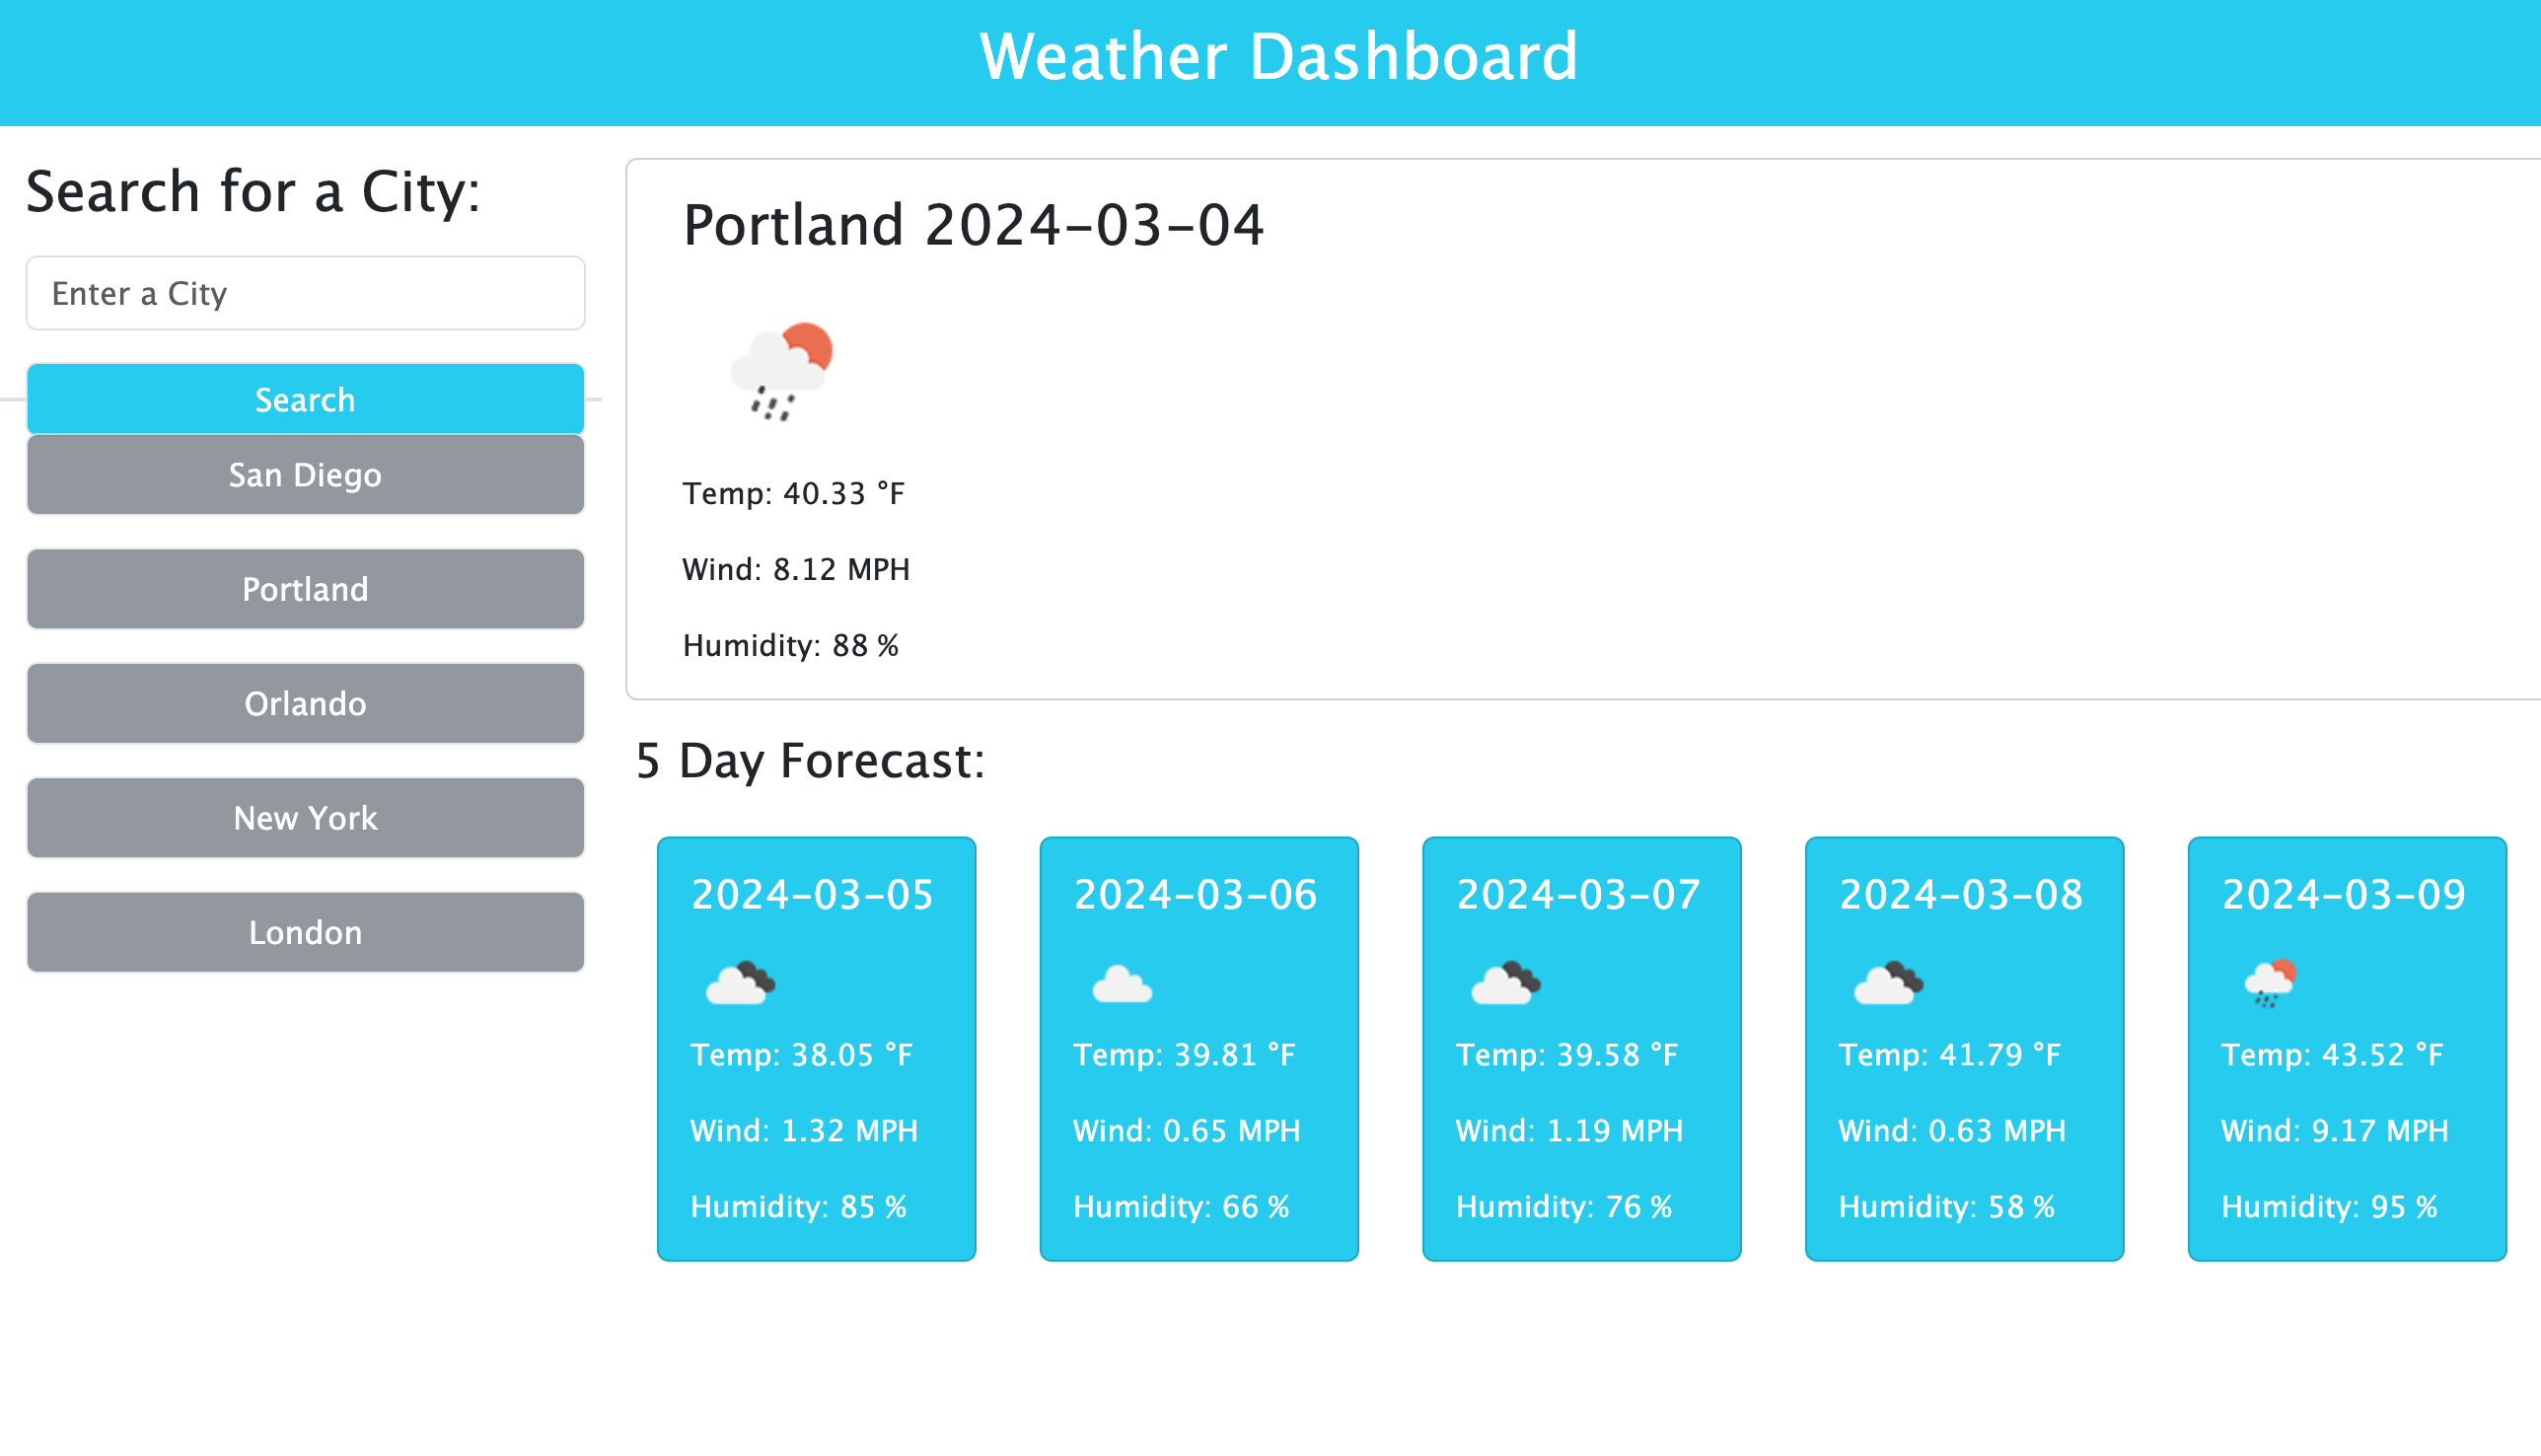 Weather Dashboard
Search for a City:
Enter a City
Search
San Diego
Portland
Orlando
New York
London
Portland 2024-03-04
Temp: 40.33 °F
Wind: 8.12 MPH
Humidity: 88 %
5 Day Forecast:
2024-03-05
Temp: 38.05 °F
Wind: 1.32 MPH
Humidity: 85 %
2024-03-06
Temp: 39.81 °F
Wind: 0.65 MPH
Humidity: 66 %
2024-03-07
Temp: 39.58 °F
Wind: 1.19 MPH
Humidity: 76 %
2024-03-08
Temp: 41.79 °F
Wind: 0.63 MPH
Humidity: 58 %
2024-03-09
Temp: 43.52 °F
Wind: 9.17 MPH
Humidity: 95 %